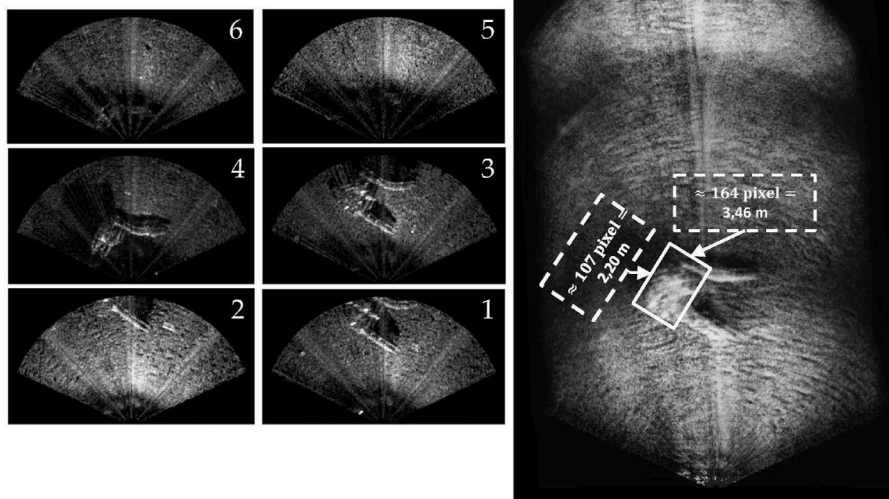 6
5
4
3
2
1
≈ 164 pixel =
3,46 m
≈ 107 pixel =
2,20 m